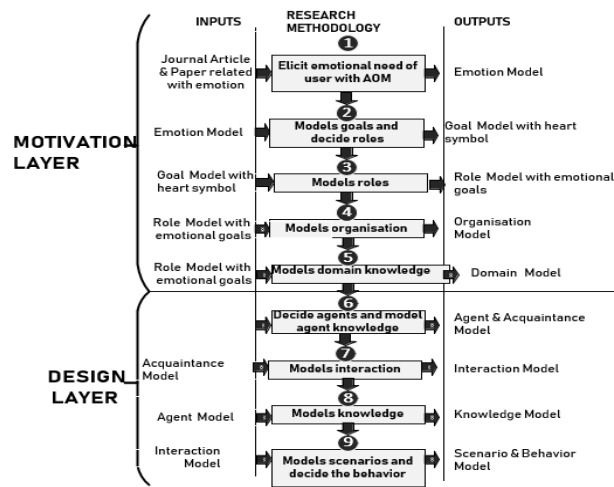 INPUTS
RESEARCH
METHODOLOGY
OUTPUTS
1
Journal Article
& Paper related
with emotion
Elicit emotional need of
user with AOM
Emotion Model
2
Emotion Model
Models goals and
decide roles
Goal Model with heart
symbol
MOTIVATION
LAYER
3
Goal Model with
heart symbol
Models roles
Role Model with emotional
goals
4
Role Model with
emotional goals
Models organisation
Organisation
Model
5
Role Model with
emotional goals
Models domain knowledge
Domain Model
6
Decide agents and model
agent knowledge
Agent & Acquaintance
Model
7
Acquaintance
Model
Models interaction
Interaction Model
DESIGN
LAYER
8
Agent Model
Models knowledge
Knowledge Model
9
Interaction
Model
Models scenarios and
decide the behavior
Scenario & Behavior
Model